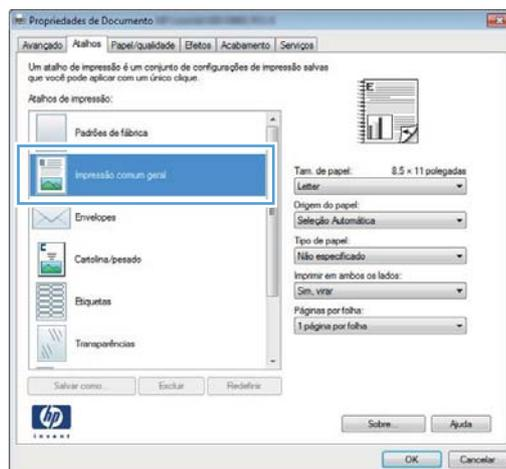 Propriedades de Documento
Avançado Atalhos Papel/qualidade Efeitos Acabamento Serviços
Um atalho de impressão é um conjunto de configurações de impressão salvas
que você pode aplicar com um único clique.
Atalhos de impressão:
Padrões de fábrica
Impressão comum geral
Envelopes
Cartolina/pesado
Etiquetas
Transparências
Salvar como... Excluir Redefinir
E
Tam. de papel: 8.5 × 11 polegadas
Letter
Origem do papel:
Seleção Automática
Tipo de papel:
Não especificado
Imprimir em ambos os lados:
Sim, virar
Páginas por folha:
1 página por folha
hp
invent
Sobre... Ajuda
OK Cancelar